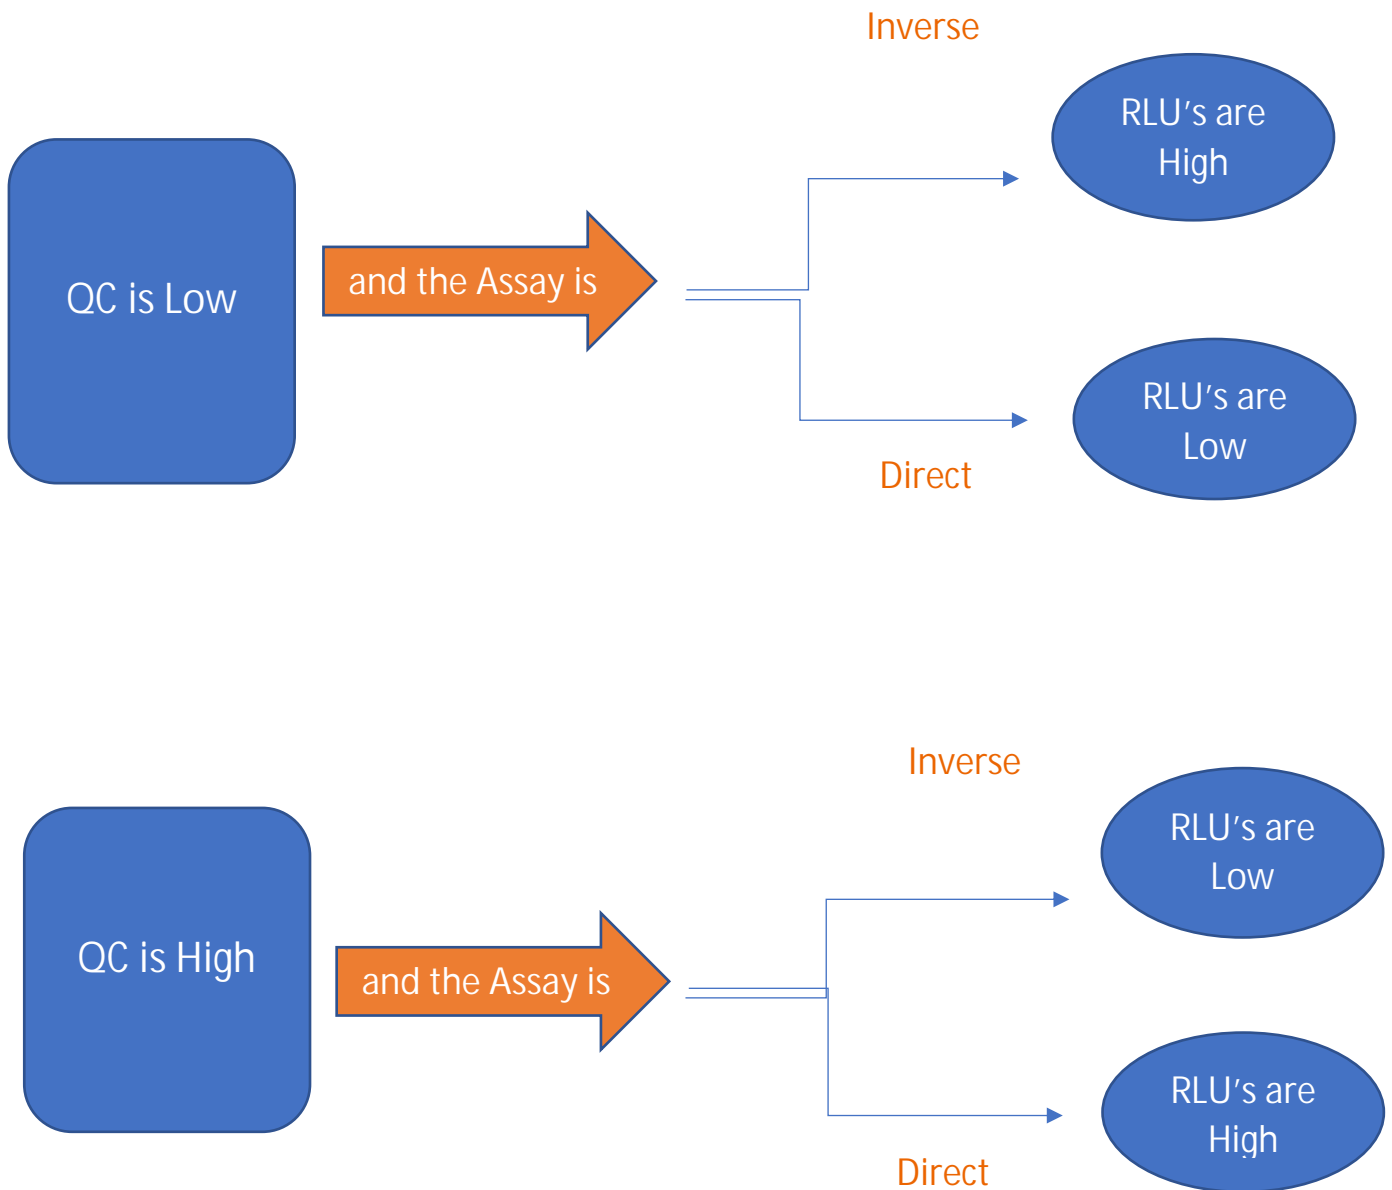 Inverse
RLU's are
High
QC is Low
and the Assay is
RLU's are
Low
Direct
Inverse
RLU's are
Low
QC is High
and the Assay is
RLU's are
High
Direct